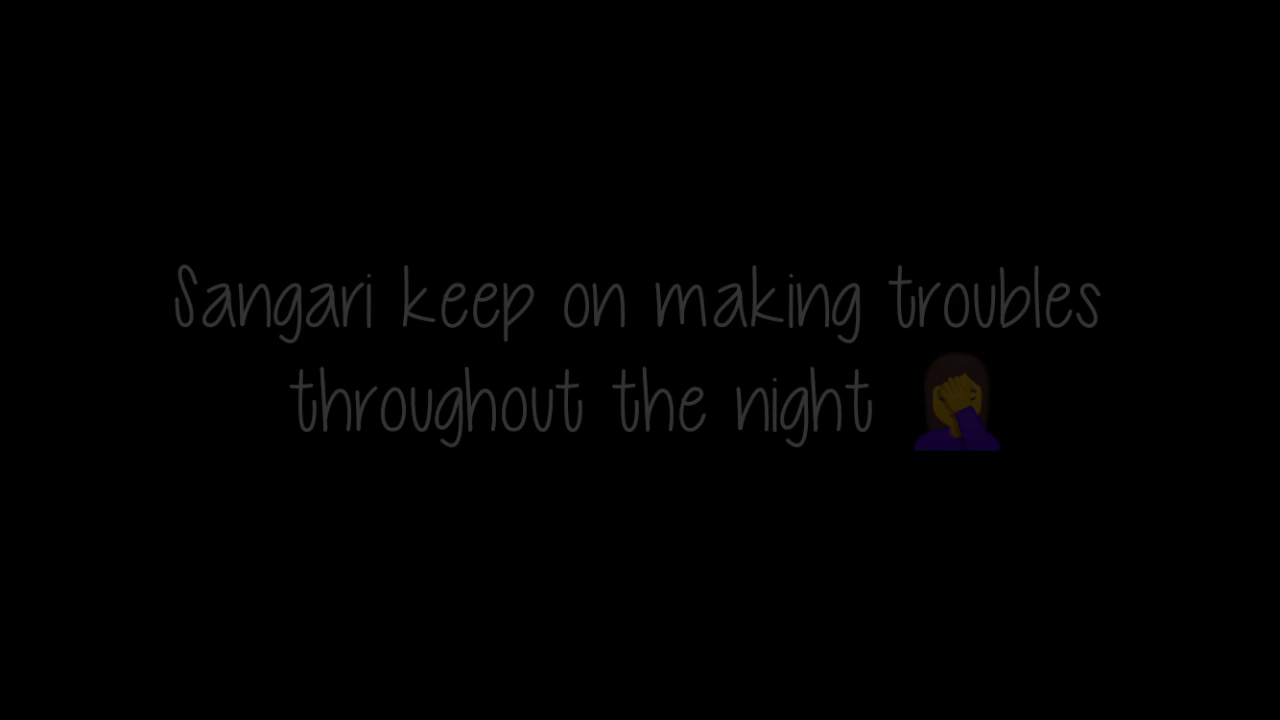 Sangari keep on making troubles
throughout the night 🤦‍♀️